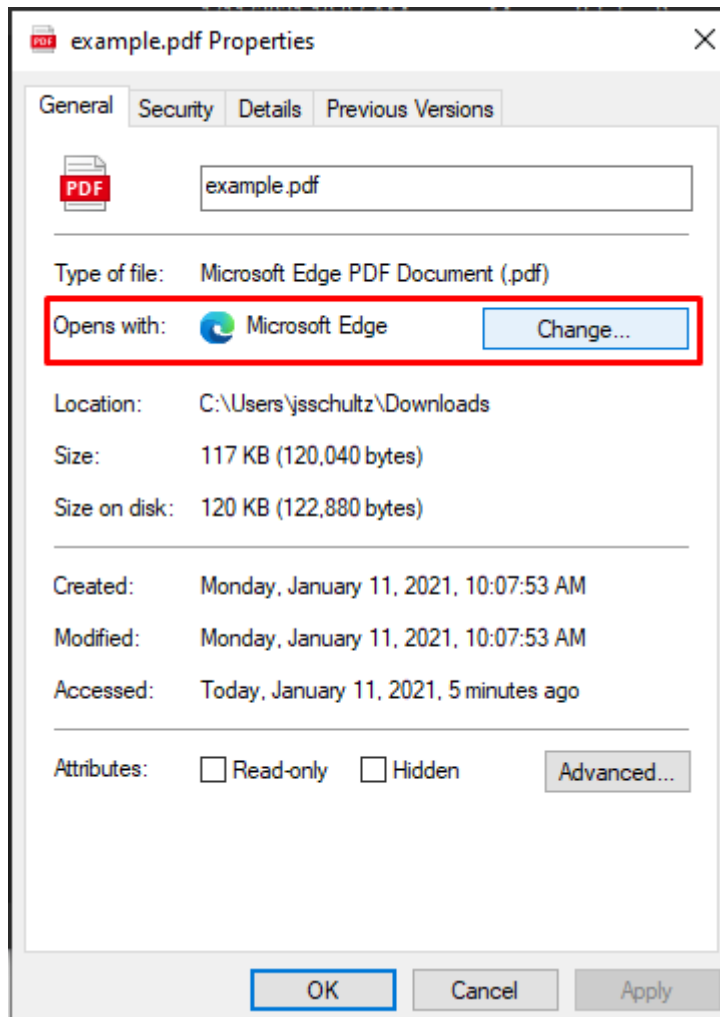 example.pdf Properties
General Security Details Previous Versions
PDF example.pdf
Type of file: Microsoft Edge PDF Document (.pdf)
Opens with: Microsoft Edge Change...
Location: C:\Users\jsschultz\Downloads
Size: 117 KB (120,040 bytes)
Size on disk: 120 KB (122,880 bytes)
Created: Monday, January 11, 2021, 10:07:53 AM
Modified: Monday, January 11, 2021, 10:07:53 AM
Accessed: Today, January 11, 2021, 5 minutes ago
Attributes: Read-only Hidden Advanced...
OK Cancel Apply